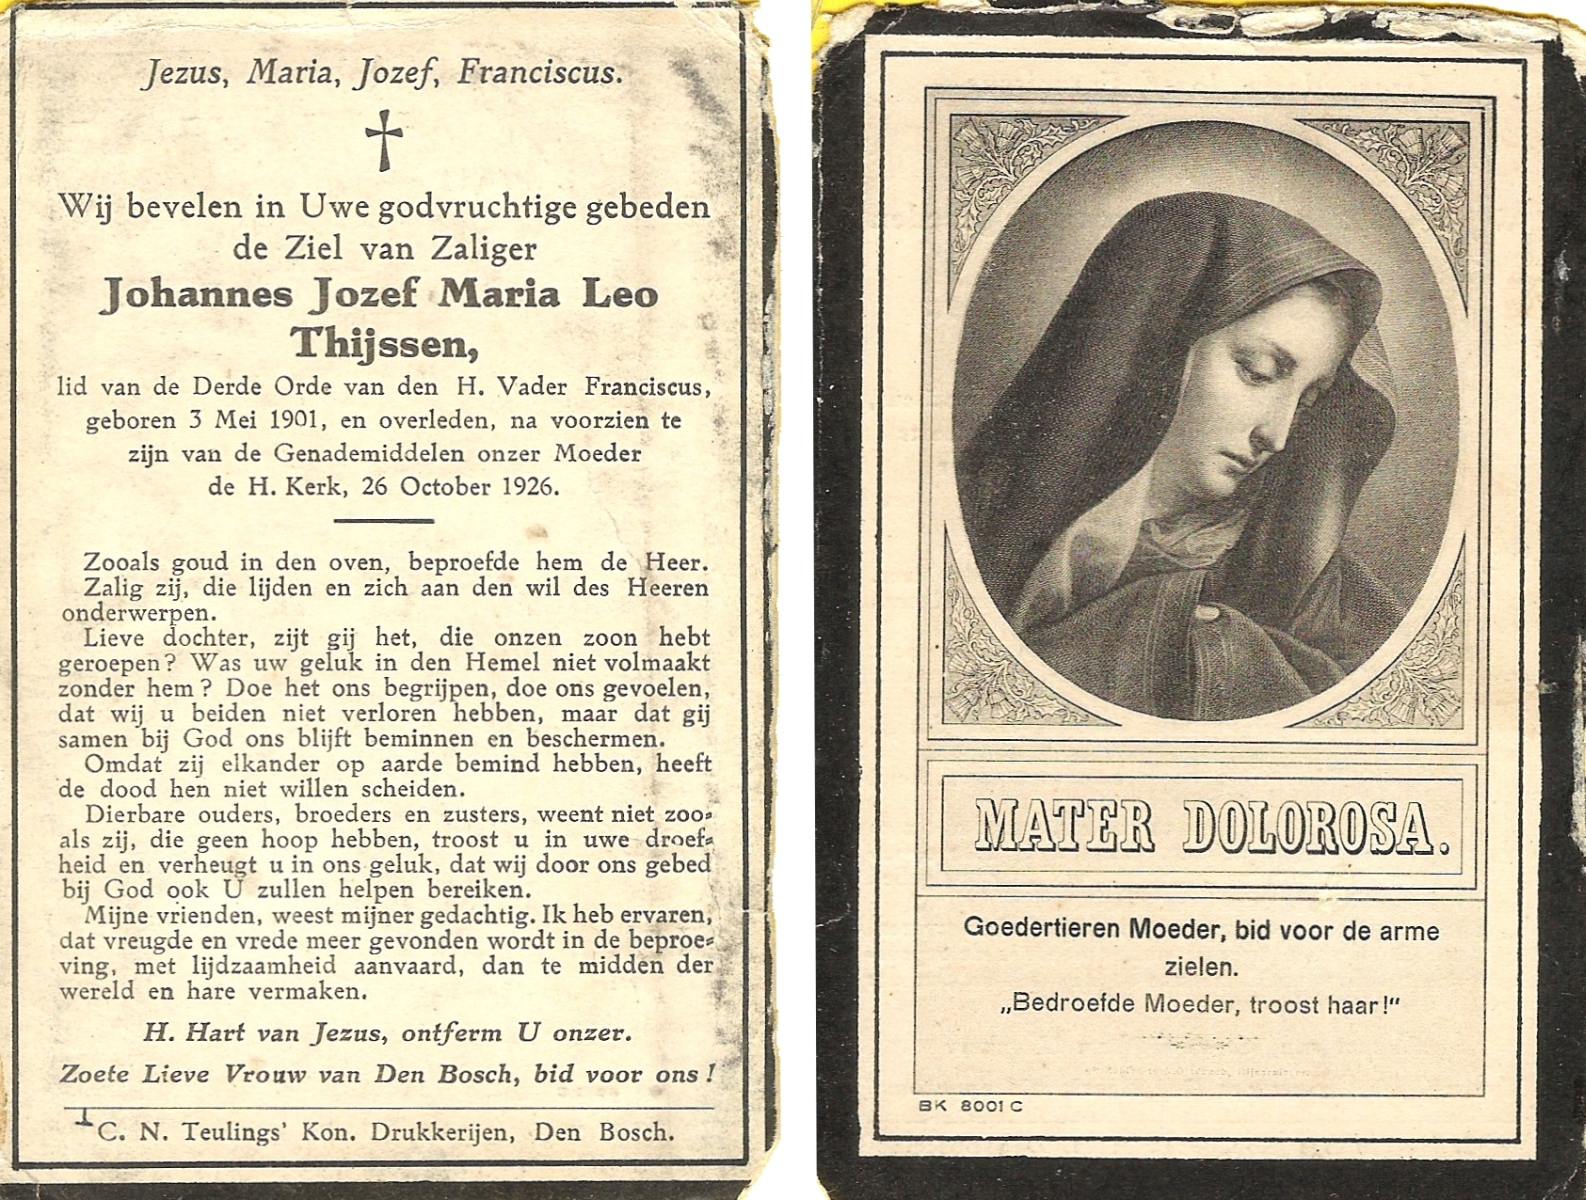 Jezus, Maria, Jozef, Franciscus.
Wij bevelen in Uwe godvruchtige gebeden
de Ziel van Zaliger
Johannes Jozef Maria Leo
Thijssen,
lid van de Derde Orde van den H. Vader Franciscus,
geboren 3 Mei 1901, en overleden, na voorzien te
zijn van de Genademiddelen onzer Moeder
de H. Kerk, 26 October 1926.
Zooals goud in den oven, beproefde hem de Heer.
Zalig zij, die lijden en zich aan den wil des Heeren
onderwerpen.
Lieve dochter, zijt gij het, die onzen zoon hebt
geroepen? Was uw geluk in den Hemel niet volmaakt
zonder hem? Doe het ons begrijpen, doe ons gevoelen,
dat wij u beiden niet verloren hebben, maar dat gij
samen bij God ons blijft beminnen en beschermen.
Omdat zij elkander op aarde bemind hebben, heeft
de dood hen niet willen scheiden.
Dierbare ouders, broeders en zusters, weent niet zoo-
als zij, die geen hoop hebben, troost u in uwe droef-
heid en verheugt u in ons geluk, dat wij door ons gebed
bij God ook U zullen helpen bereiken.
Mijne vrienden, weest mijner gedachtig. Ik heb ervaren,
dat vreugde en vrede meer gevonden wordt in de beproe-
ving, met lijdzaamheid aanvaard, dan te midden der
wereld en hare vermaken.
H. Hart van Jezus, ontferm U onzer.
Zoete Lieve Vrouw van Den Bosch, bid voor ons!
C. N. Teulings' Kon. Drukkerijen, Den Bosch.
MATER DOLOROSA.
Goedertieren Moeder, bid voor de arme
zielen.
„Bedroefde Moeder, troost haar!“
BK 8001 C